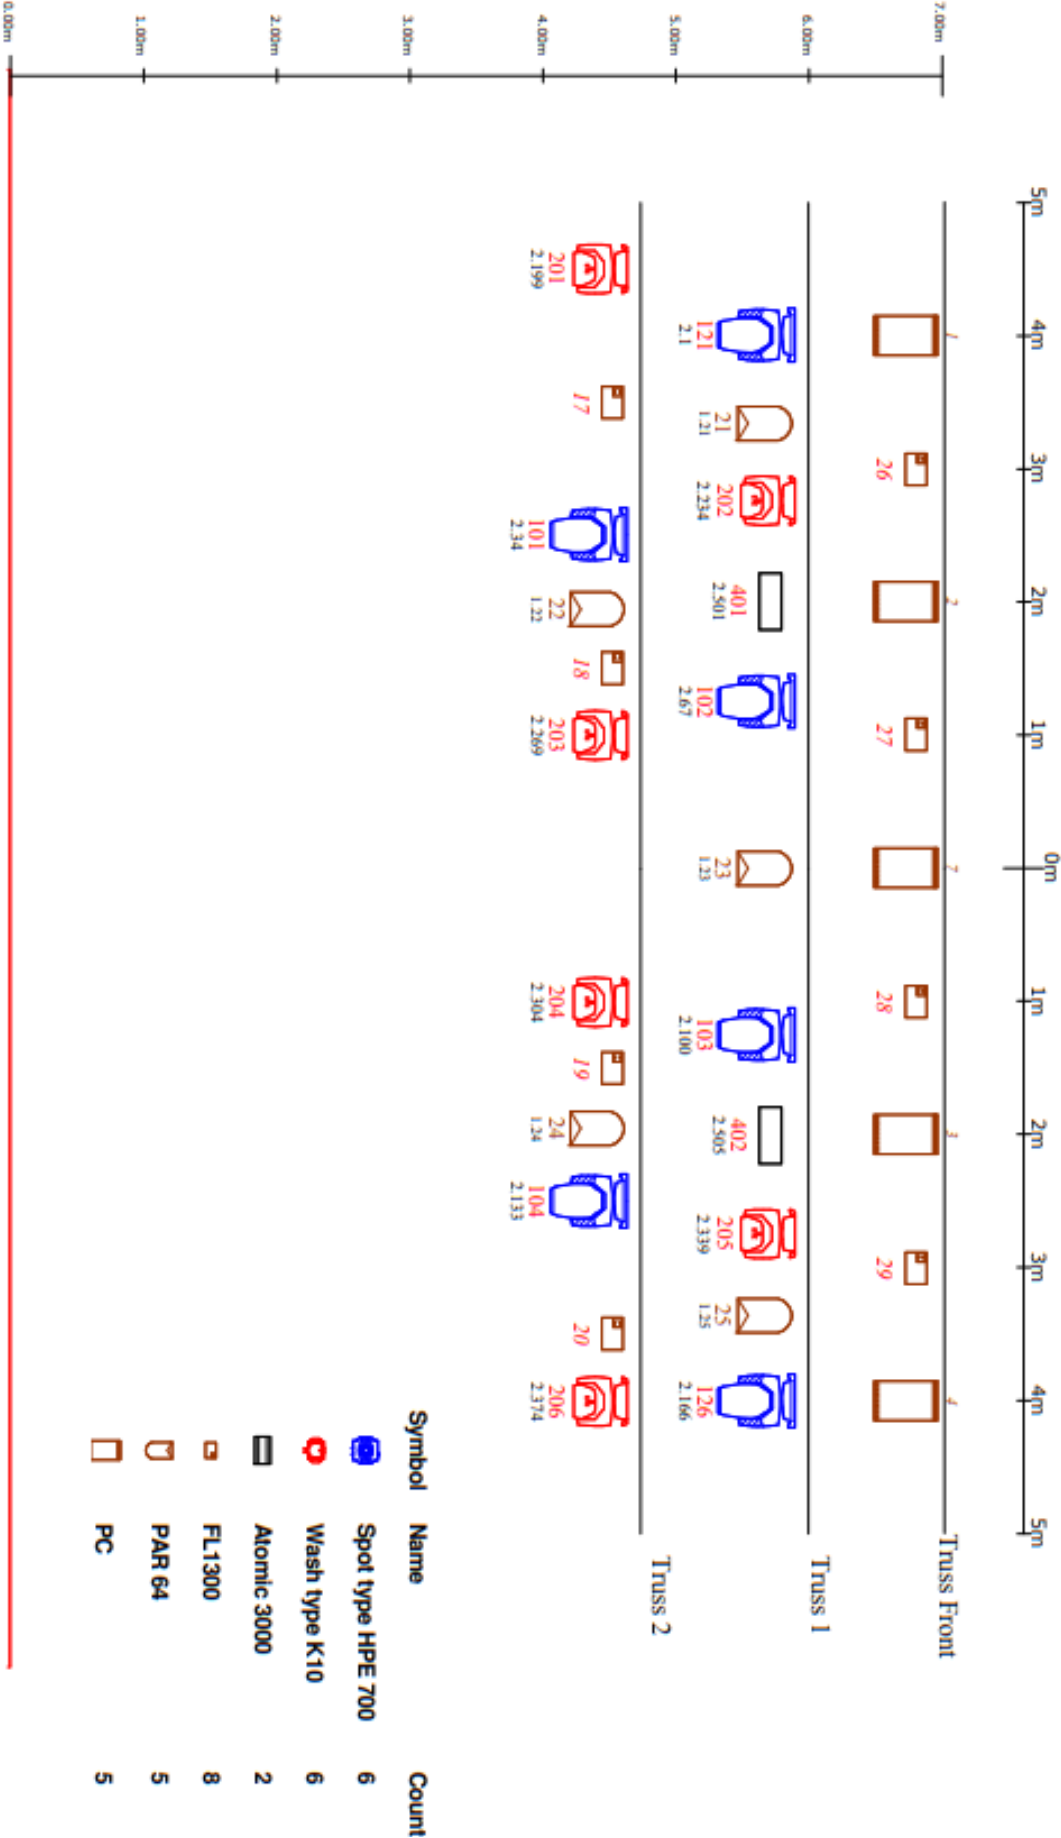 5m 4m 3m 2m 1m 0m 1m 2m 3m 4m 5m
7.00m
6.00m
5.00m
4.00m
3.00m
2.00m
1.00m
0.00m
Truss Front
1 2 7 3 4
26 27 28 29
Truss 1
121 21 202 401 102 23 103 402 205 25 126
2.1 1.21 2.234 2.501 2.67 1.23 2.100 2.505 2.339 1.25 2.166
Truss 2
201 17 101 22 18 203 204 19 24 104 20 206
2.199 2.34 1.22 2.269 2.304 1.24 2.133 2.374
Symbol Name Count
Spot type HPE 700 6
Wash type K10 6
Atomic 3000 2
FL1300 8
PAR 64 5
PC 5